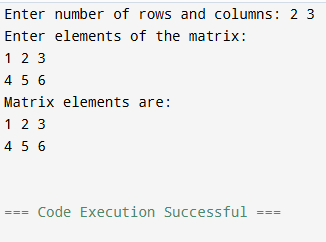 Enter number of rows and columns: 2 3
Enter elements of the matrix:
1 2 3
4 5 6
Matrix elements are:
1 2 3
4 5 6
=== Code Execution Successful ===